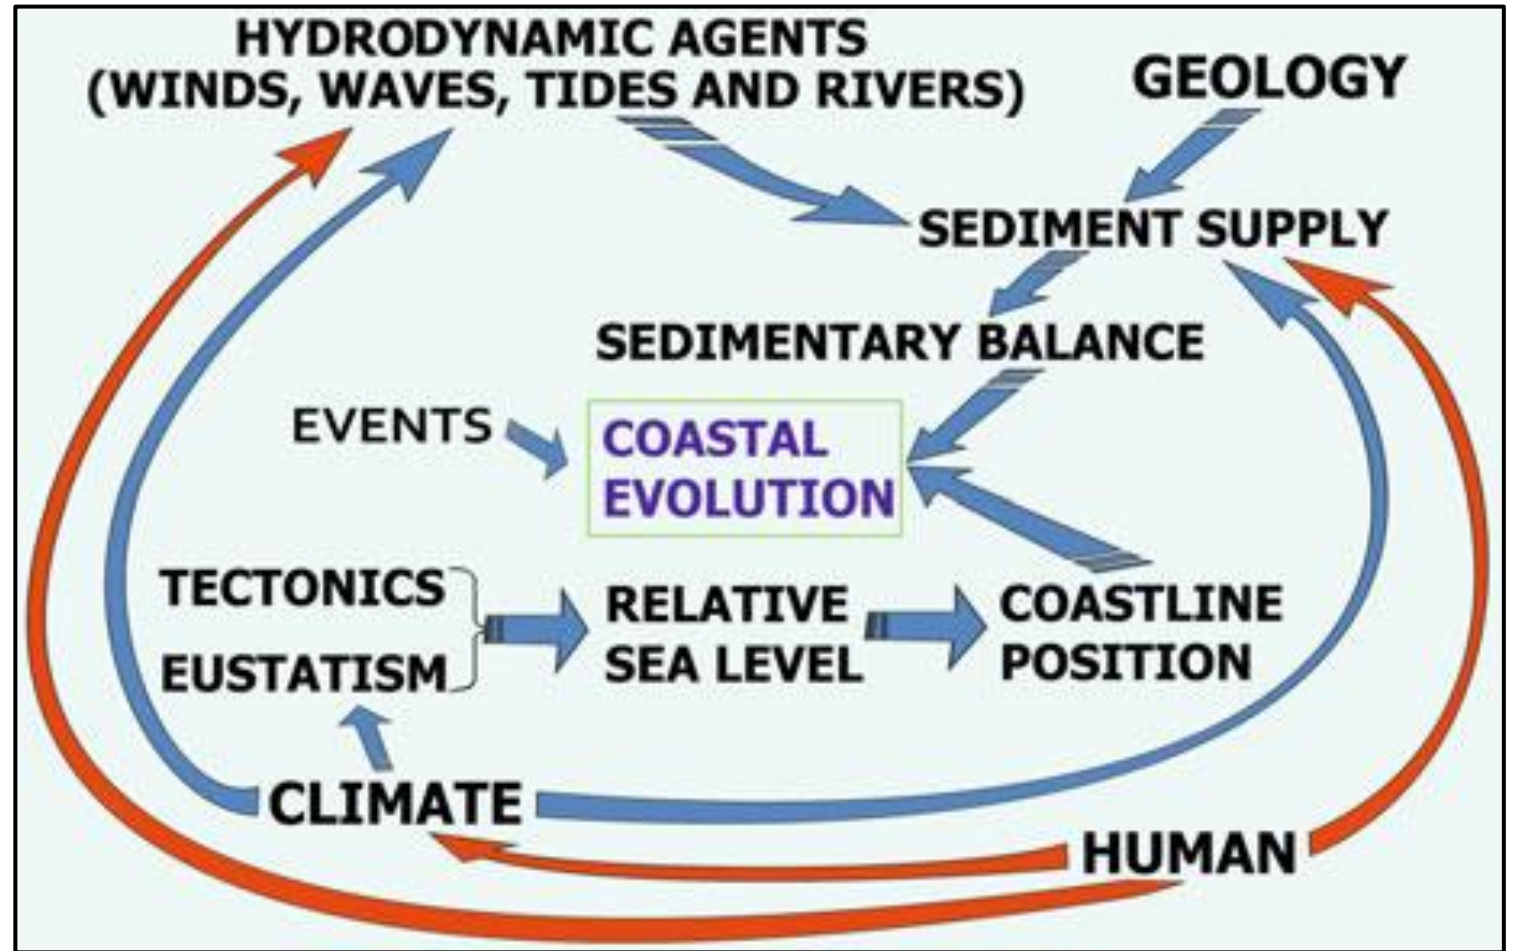 HYDRODYNAMIC AGENTS
(WINDS, WAVES, TIDES AND RIVERS)
GEOLOGY
SEDIMENT SUPPLY
SEDIMENTARY BALANCE
EVENTS
COASTAL
EVOLUTION
TECTONICS
EUSTATISM
RELATIVE
SEA LEVEL
COASTLINE
POSITION
CLIMATE
HUMAN